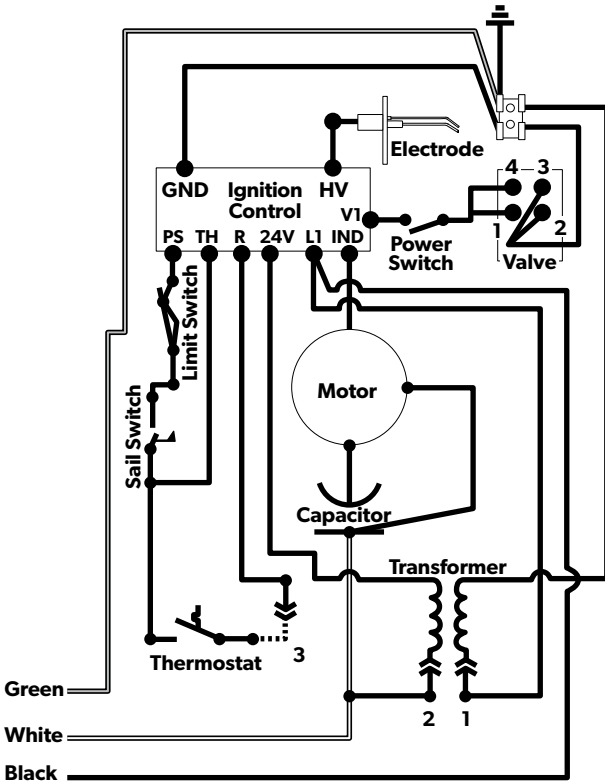 Electrode
GND Ignition Control HV
V1
4 3
1 2
PS TH R 24V L1 IND
Power Switch
Valve
Limit Switch
Motor
Sail Switch
Capacitor
Transformer
Thermostat
3
2 1
Green
White
Black